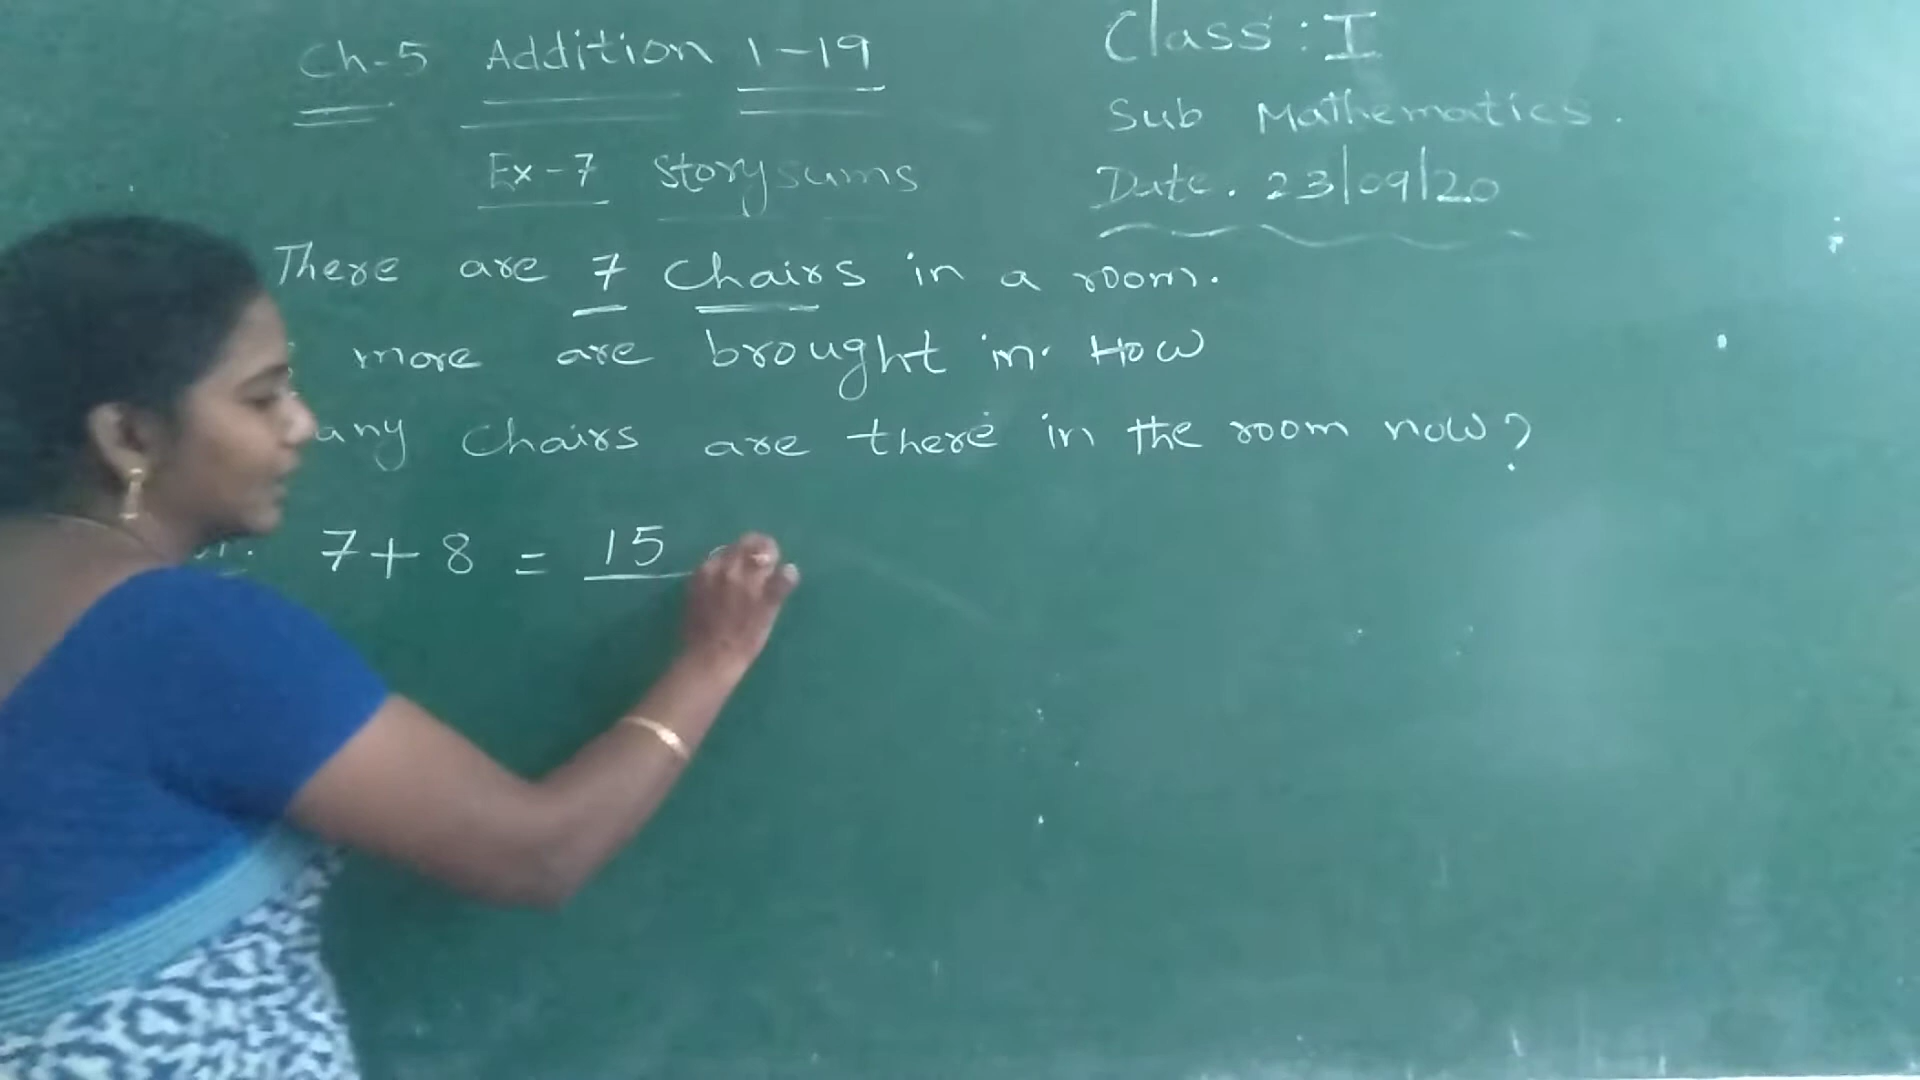 Ch-5 Addition 1-19
Class : I
Sub Mathematics.
Ex-7 Storysums
Date. 23/09/20
There are 7 Chairs in a room.
more are brought in. How
any Chairs are there in the room now?
7+8 = 15